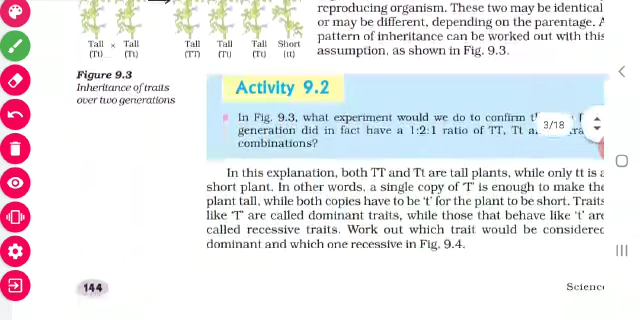 reproducing organism. These two may be identical
or may be different, depending on the parentage. A
pattern of inheritance can be worked out with this
assumption, as shown in Fig. 9.3.
Tall × Tall Tall Tall Tall Short
(Tt) (Tt) (TT) (Tt) (Tt) (tt)
Figure 9.3
Inheritance of traits
over two generations
Activity 9.2
In Fig. 9.3, what experiment would we do to confirm
generation did in fact have a 1:2:1 ratio of TT, Tt
combinations?
3/18
In this explanation, both TT and Tt are tall plants, while only tt is a
short plant. In other words, a single copy of 'T' is enough to make the
plant tall, while both copies have to be 't' for the plant to be short. Traits
like 'T' are called dominant traits, while those that behave like 't' are
called recessive traits. Work out which trait would be considered
dominant and which one recessive in Fig. 9.4.
144
Science